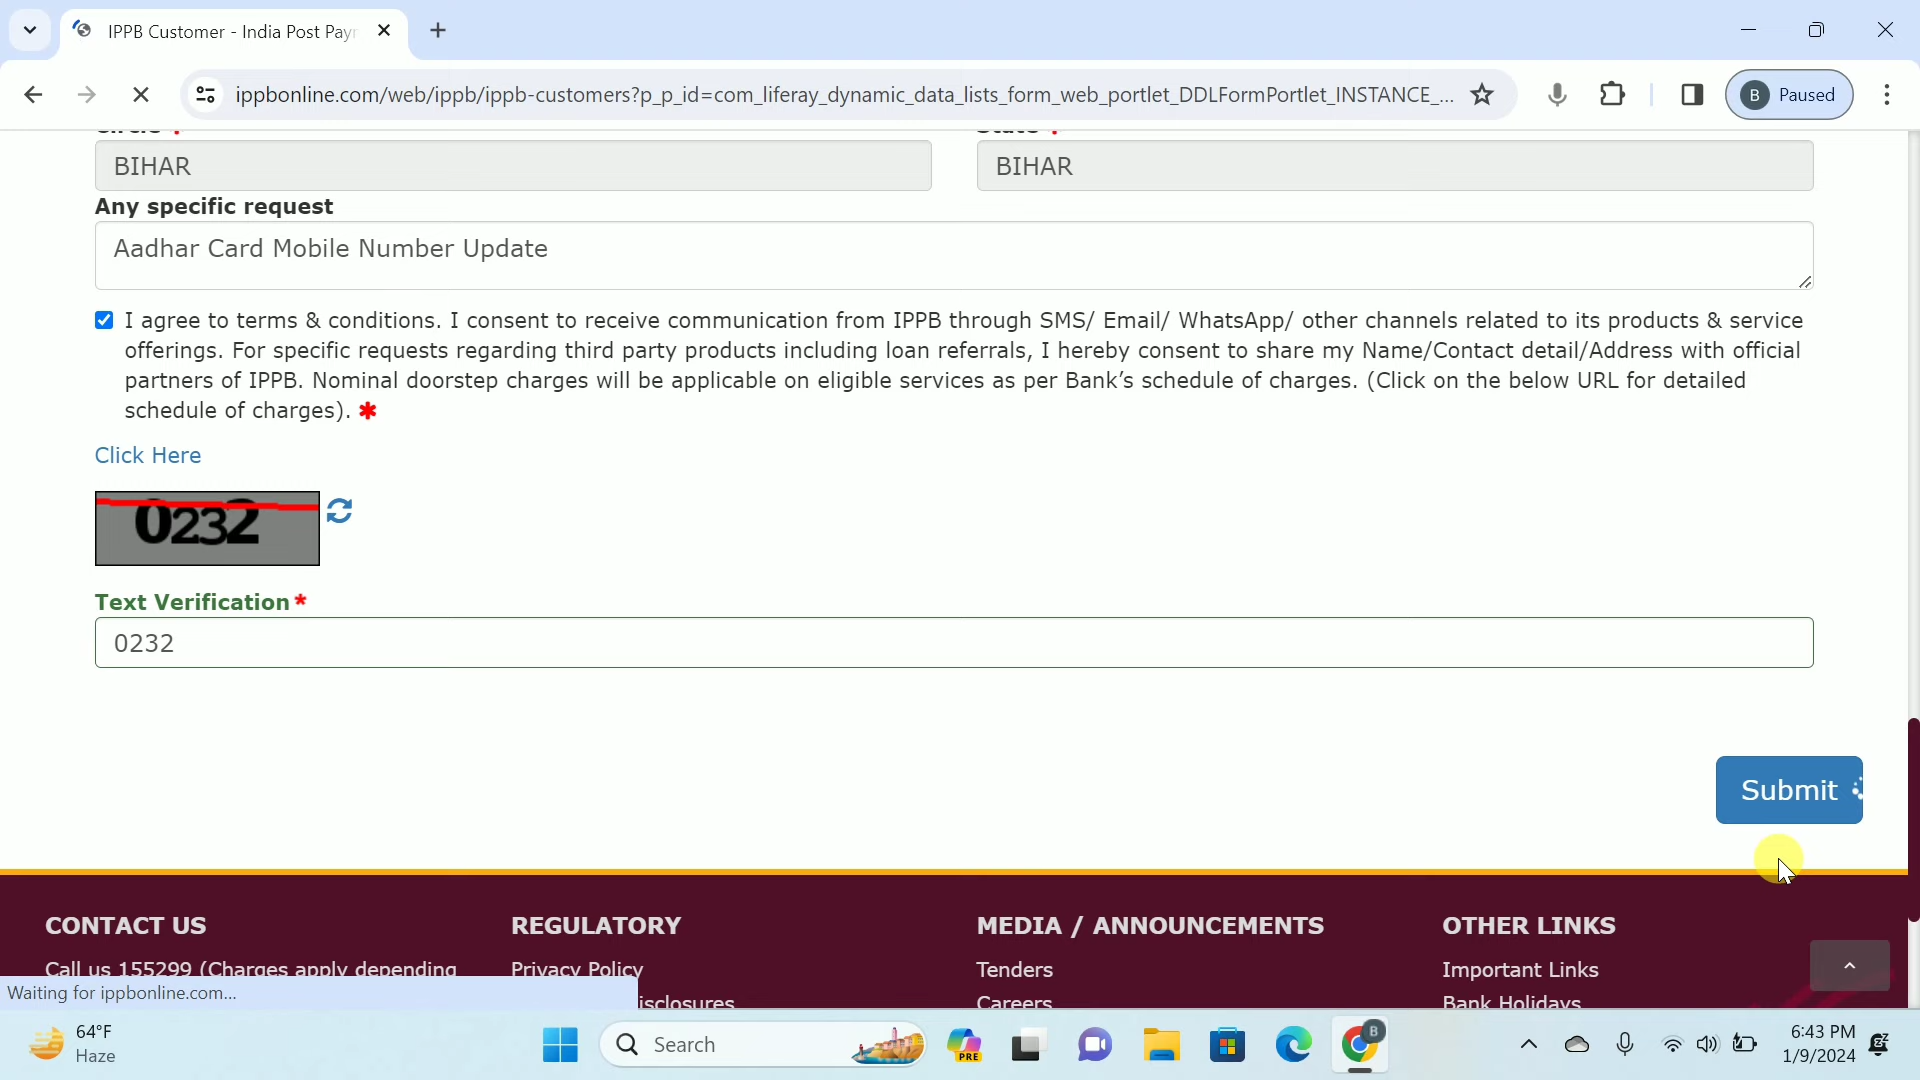 IPPB Customer - India Post Payr
ippbonline.com/web/ippb/ippb-customers?p_p_id=com_liferay_dynamic_data_lists_form_web_portlet_DDLFormPortlet_INSTANCE_...
B Paused
Circle * State *
BIHAR BIHAR
Any specific request
Aadhar Card Mobile Number Update
I agree to terms & conditions. I consent to receive communication from IPPB through SMS/ Email/ WhatsApp/ other channels related to its products & service
offerings. For specific requests regarding third party products including loan referrals, I hereby consent to share my Name/Contact detail/Address with official
partners of IPPB. Nominal doorstep charges will be applicable on eligible services as per Bank’s schedule of charges. (Click on the below URL for detailed
schedule of charges). *
Click Here
0232
Text Verification *
0232
Submit
CONTACT US REGULATORY MEDIA / ANNOUNCEMENTS OTHER LINKS
Call us 155299 (Charges apply depending Privacy Policy Tenders Important Links
Waiting for ippbonline.com... isclosures Careers Bank Holidays
64°F
Haze
Search
PRE
B
6:43 PM
1/9/2024